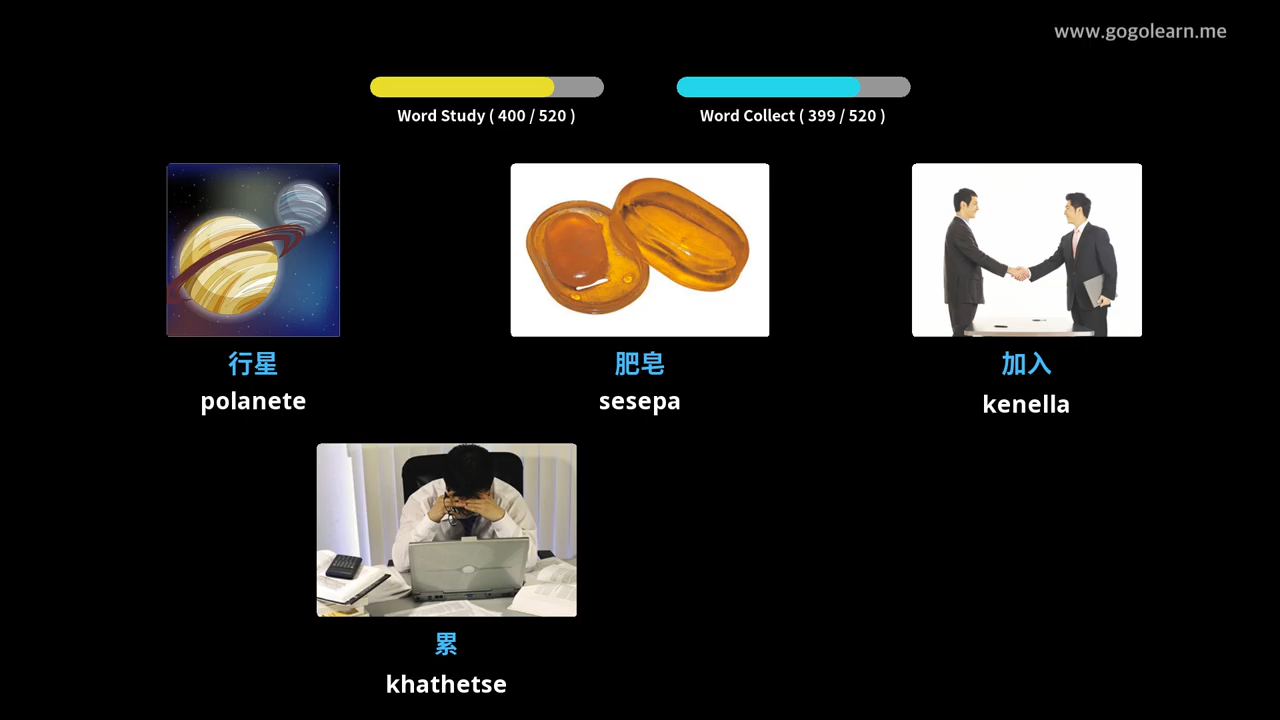 www.gogolearn.me
Word Study ( 400 / 520 )
Word Collect ( 399 / 520 )
行星
polanete
肥皂
sesepa
加入
kenella
累
khathetse